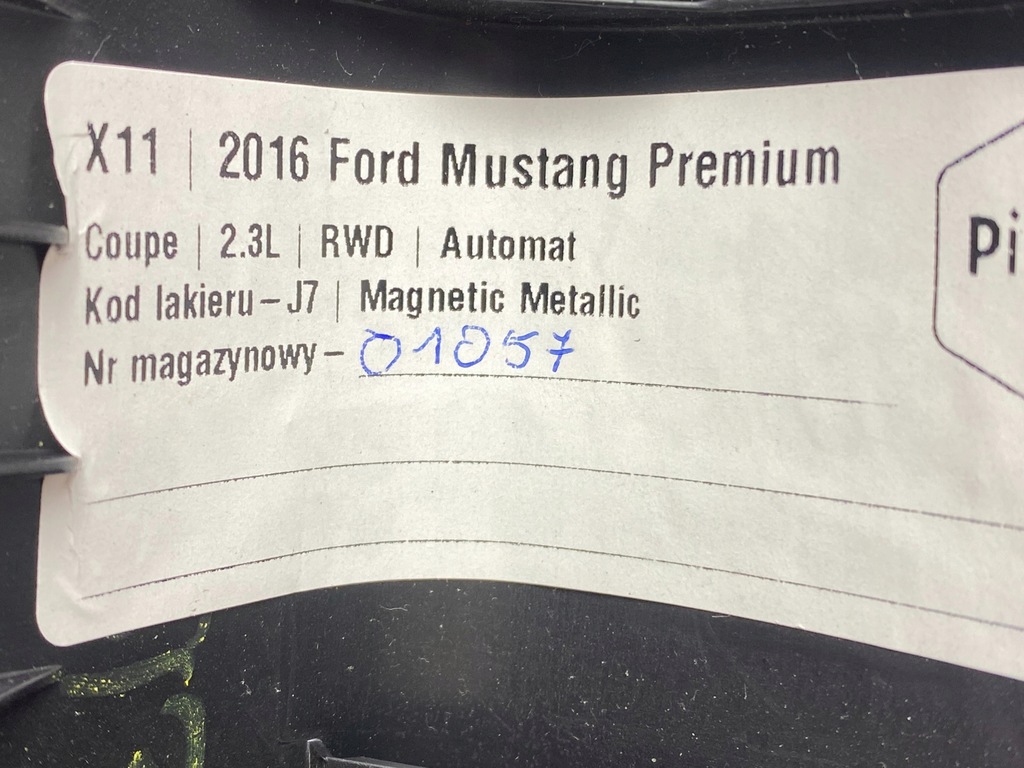 X11 | 2016 Ford Mustang Premium
Coupe | 2.3L | RWD | Automat
Kod lakieru – J7 | Magnetic Metallic
Nr magazynowy – 01057